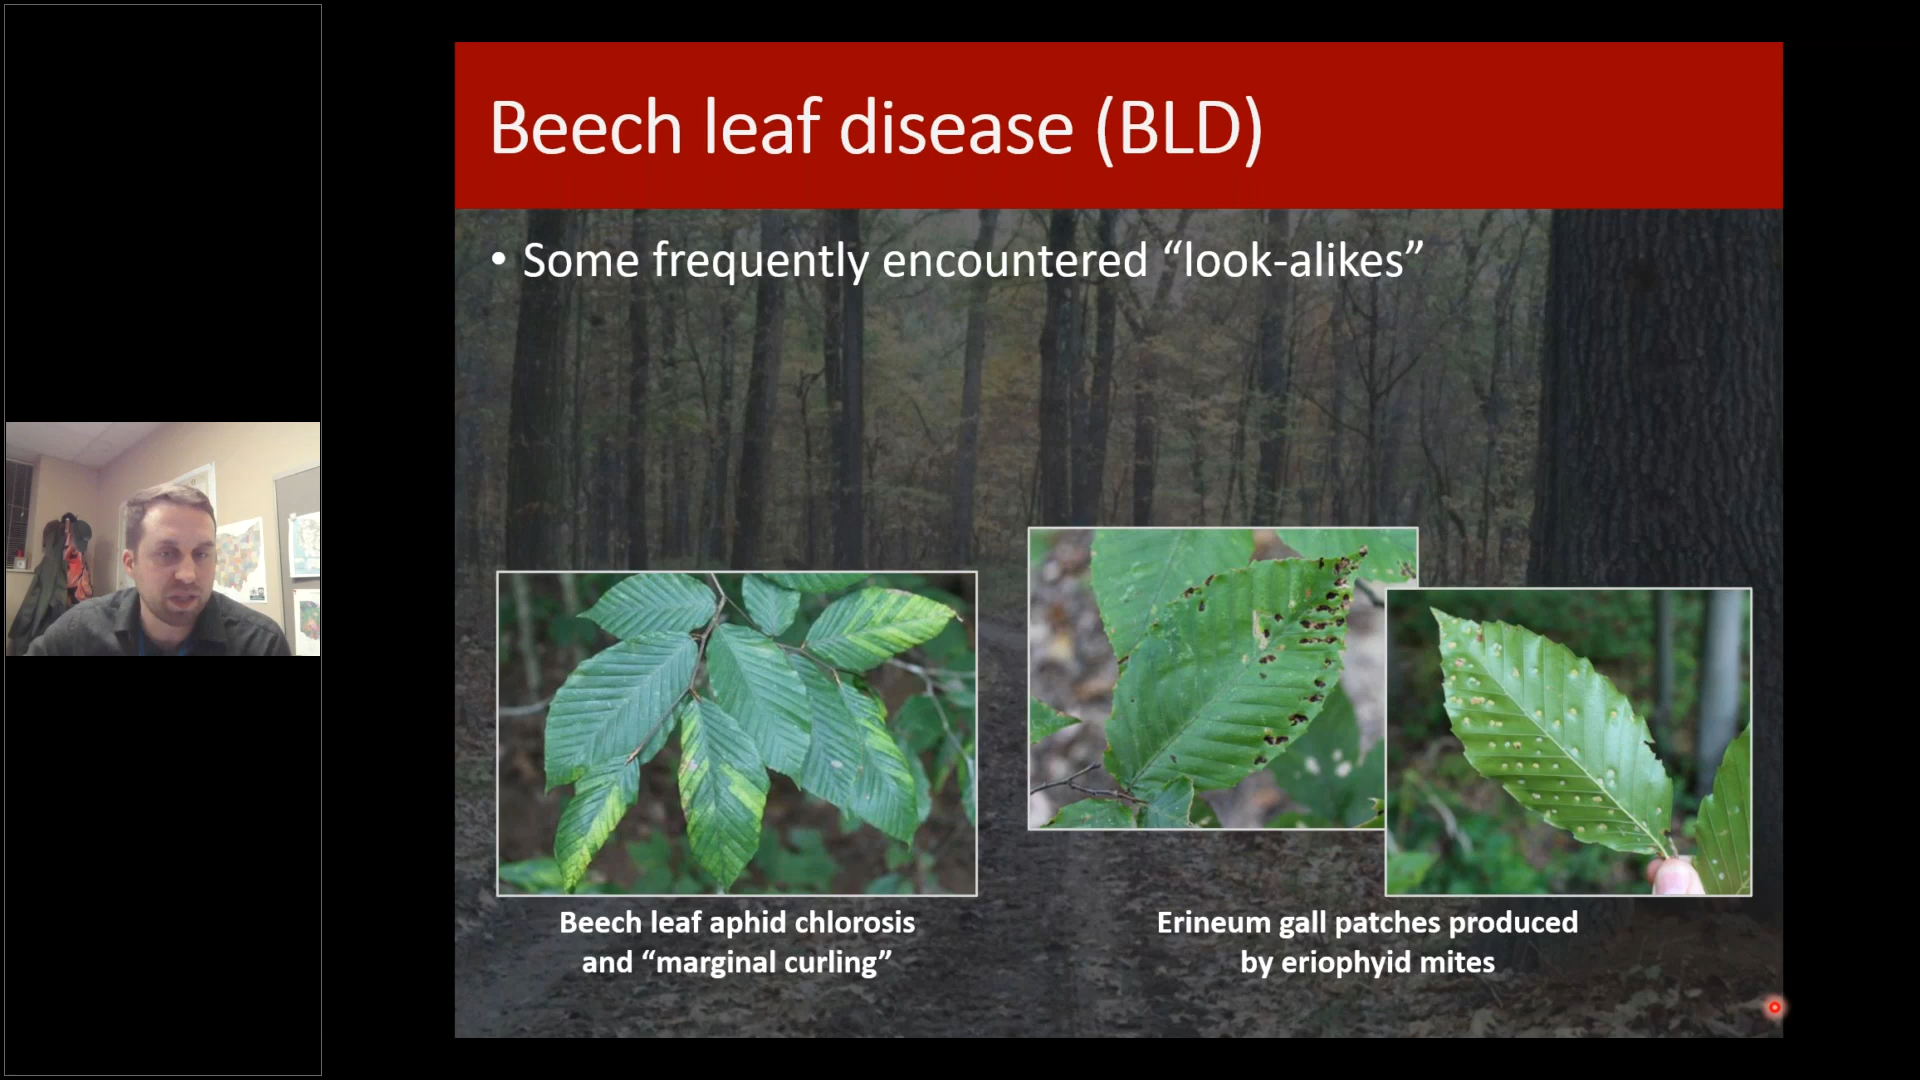 Beech leaf disease (BLD)
• Some frequently encountered “look-alikes”
Beech leaf aphid chlorosis
and “marginal curling”
Erineum gall patches produced
by eriophyid mites